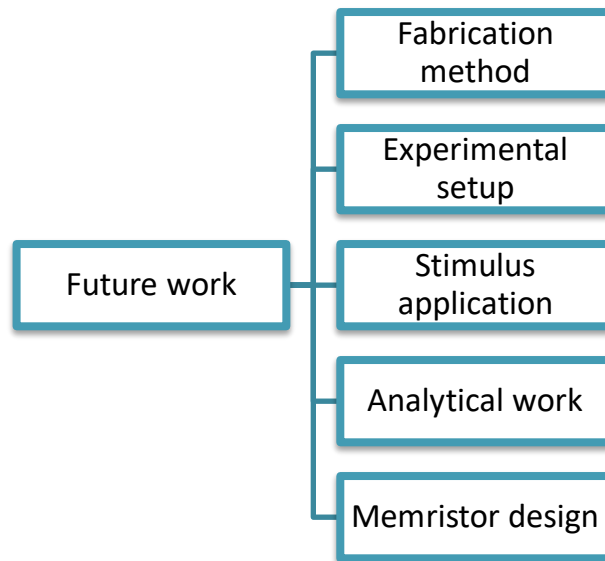 Fabrication
method
Experimental
setup
Future work
Stimulus
application
Analytical work
Memristor design